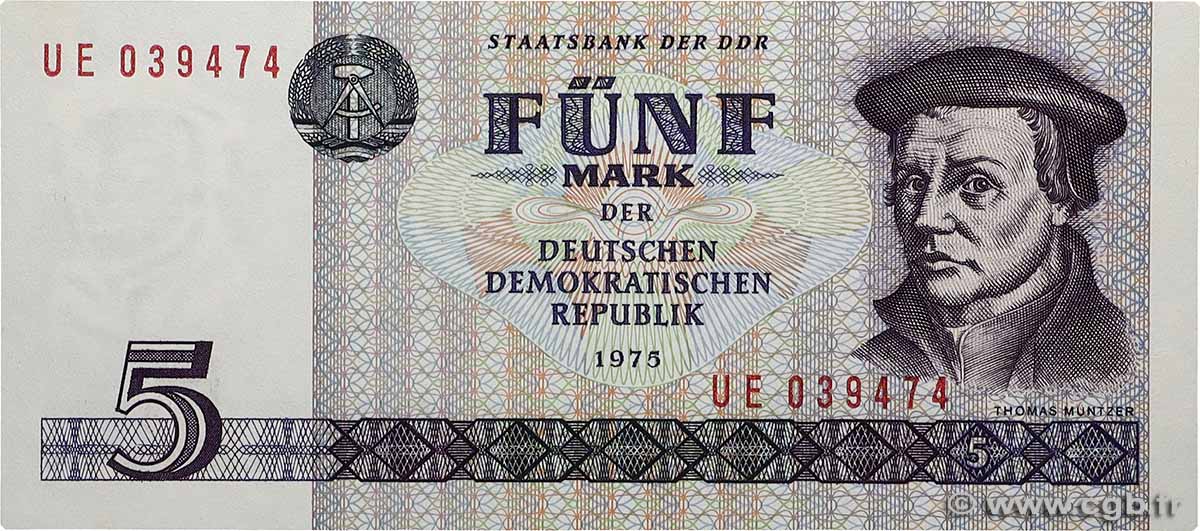 UE 039474
STAATSBANK DER DDR
FÜNF
MARK
DER
DEUTSCHEN
DEMOKRATISCHEN
REPUBLIK
1975
UE 039474
THOMAS MÜNTZER
5
5
© www.cgb.fr